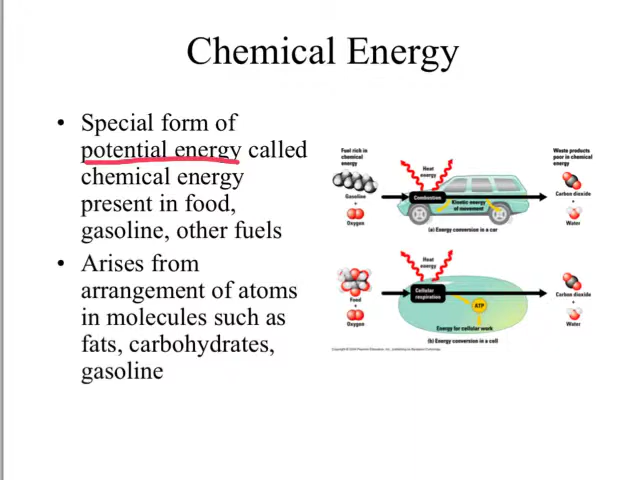 Chemical Energy
• Special form of
potential energy called
chemical energy
present in food,
gasoline, other fuels
• Arises from
arrangement of atoms
in molecules such as
fats, carbohydrates,
gasoline
Fuel rich in
chemical
energy
Heat
energy
Waste products
poor in chemical
energy
Gasoline
+
Oxygen
Combustion
Kinetic energy
of movement
Carbon dioxide
+
Water
(a) Energy conversion in a car
Heat
energy
Food
+
Oxygen
Cellular
respiration
ATP
Energy for cellular work
Carbon dioxide
+
Water
(b) Energy conversion in a cell